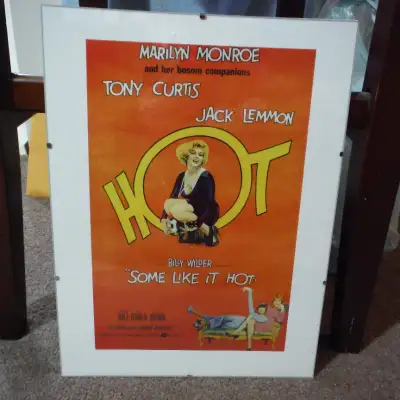 MARILYN MONROE
and her bosom companions
TONY CURTIS
JACK LEMMON
HOT
BILLY WILDER
"SOME LIKE IT HOT"